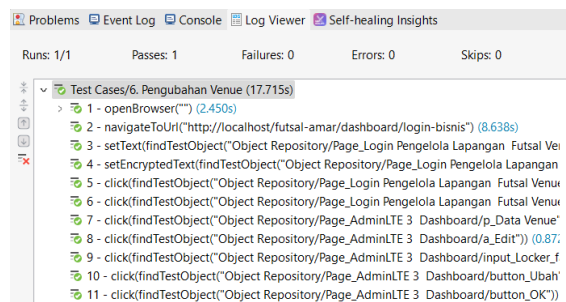 Problems Event Log Console Log Viewer Self-healing Insights
Runs: 1/1 Passes: 1 Failures: 0 Errors: 0 Skips: 0
Test Cases/6. Pengubahan Venue (17.715s)
1 - openBrowser("") (2.450s)
2 - navigateToUrl("http://localhost/futsal-amar/dashboard/login-bisnis") (8.638s)
3 - setText(findTestObject("Object Repository/Page_Login Pengelola Lapangan Futsal Ve
4 - setEncryptedText(findTestObject("Object Repository/Page_Login Pengelola Lapangan
5 - click(findTestObject("Object Repository/Page_Login Pengelola Lapangan Futsal Venu
6 - click(findTestObject("Object Repository/Page_Login Pengelola Lapangan Futsal Venu
7 - click(findTestObject("Object Repository/Page_AdminLTE 3 Dashboard/p_Data Venue"
8 - click(findTestObject("Object Repository/Page_AdminLTE 3 Dashboard/a_Edit")) (0.872
9 - click(findTestObject("Object Repository/Page_AdminLTE 3 Dashboard/input_Locker_f
10 - click(findTestObject("Object Repository/Page_AdminLTE 3 Dashboard/button_Ubah"
11 - click(findTestObject("Object Repository/Page_AdminLTE 3 Dashboard/button_OK"))